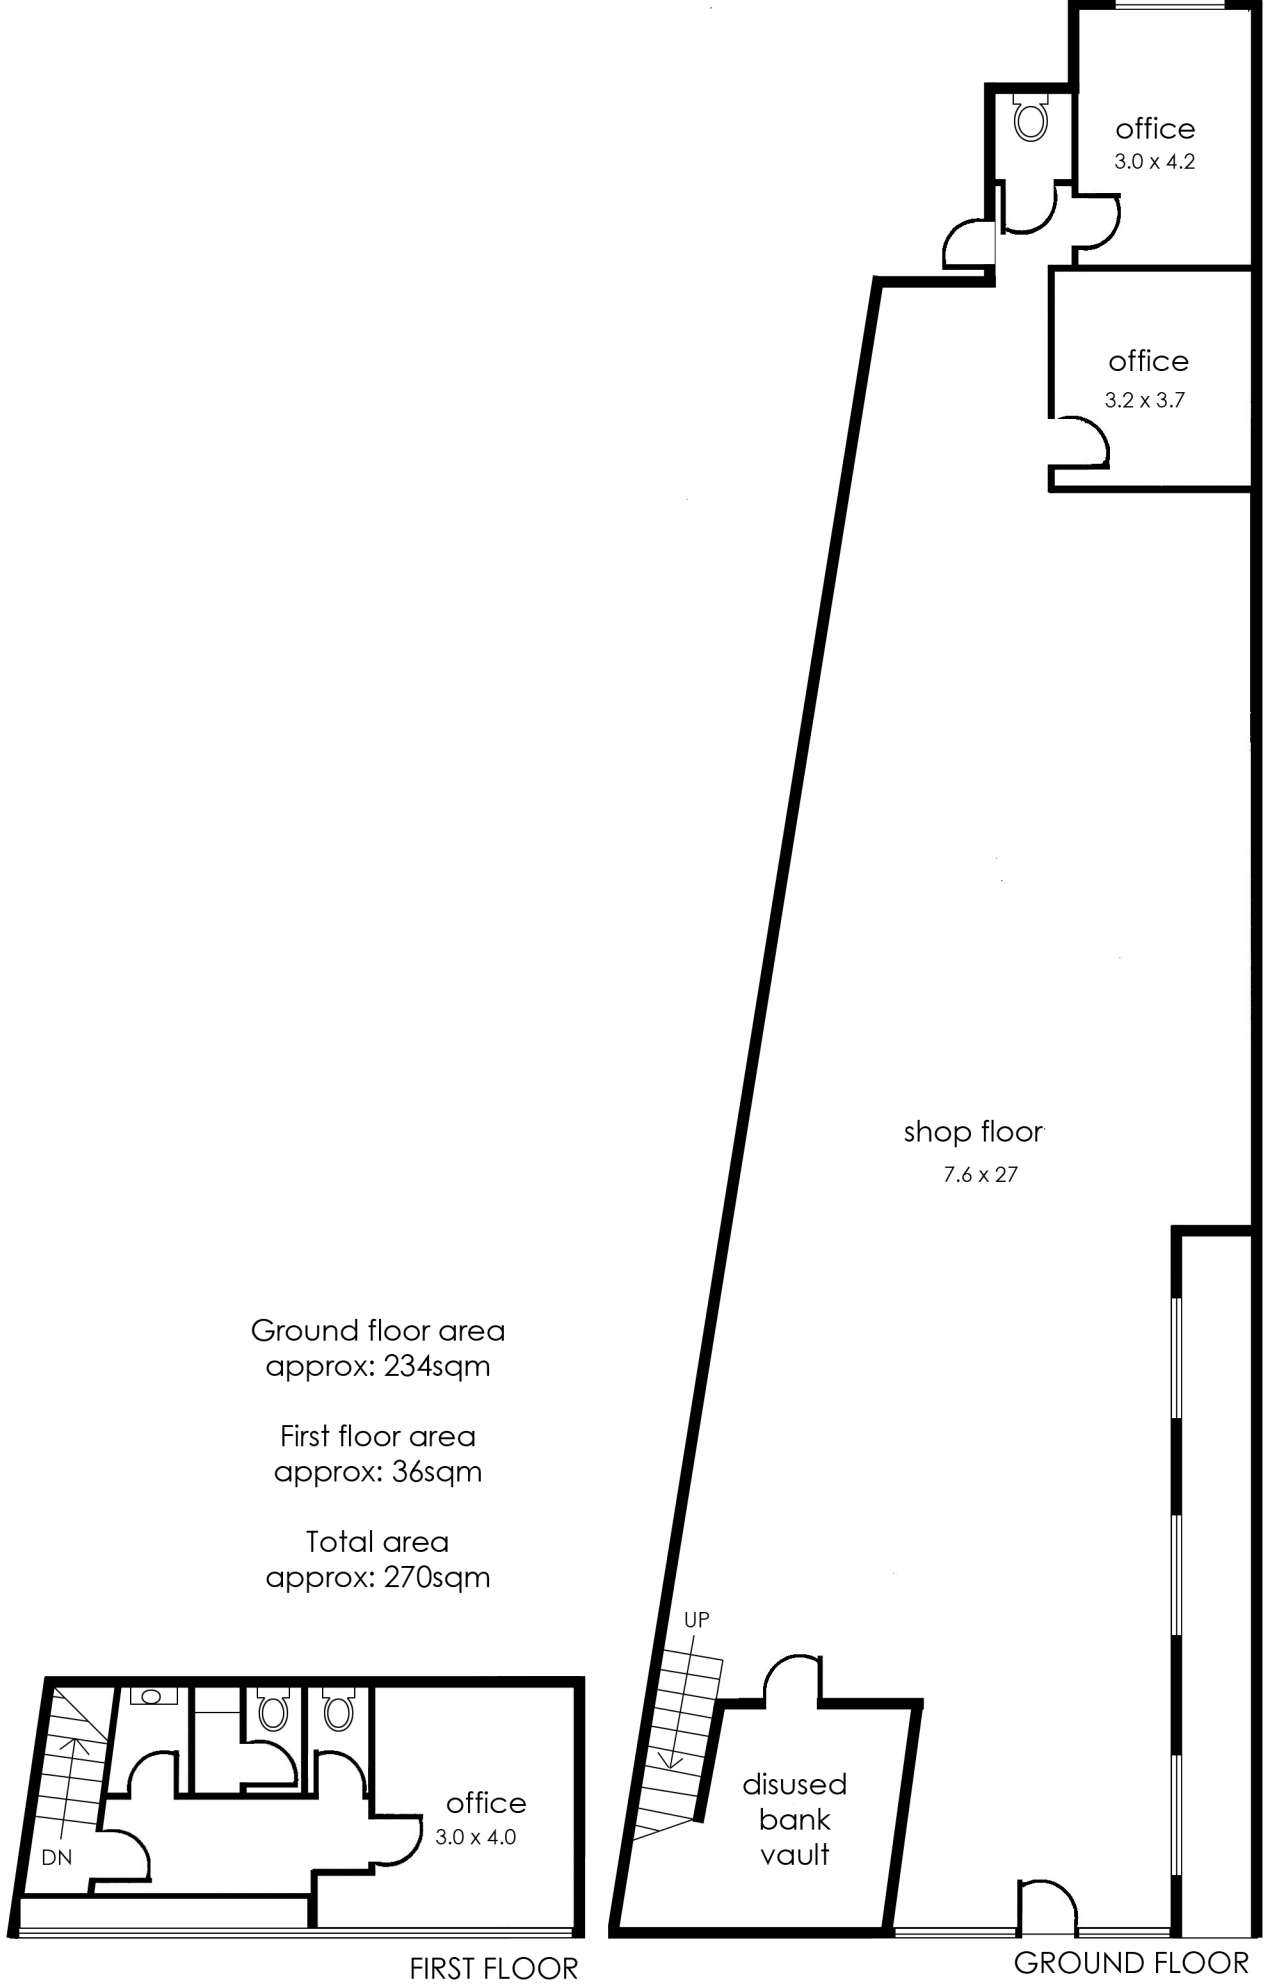 office
3.0 x 4.2
office
3.2 x 3.7
shop floor
7.6 x 27
Ground floor area
approx: 234sqm
First floor area
approx: 36sqm
Total area
approx: 270sqm
UP
disused
bank
vault
office
3.0 x 4.0
DN
FIRST FLOOR
GROUND FLOOR